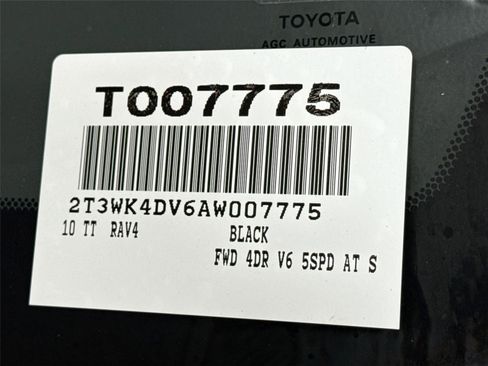 TOYOTA
AGC AUTOMOTIVE
T007775
2T3WK4DV6AW007775
10 TT RAV4 BLACK
FWD 4DR V6 5SPD AT S